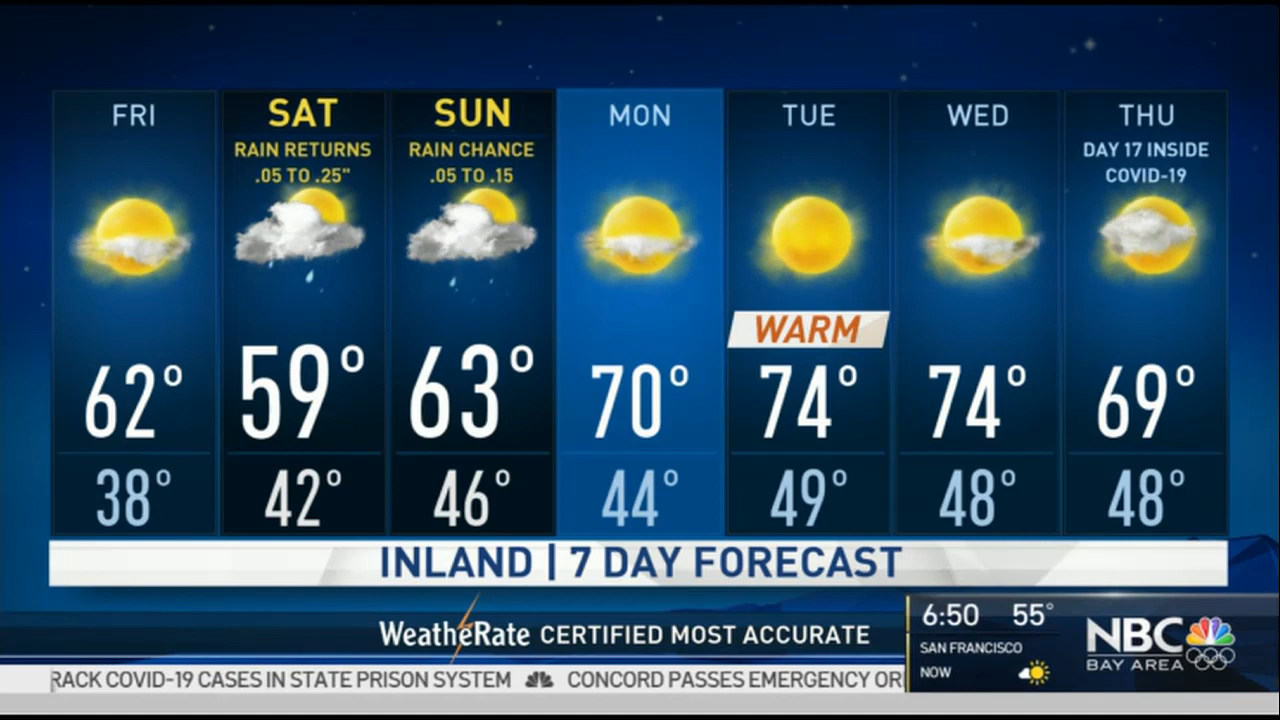 FRI
SAT
SUN
MON
TUE
WED
THU
RAIN RETURNS
.05 TO .25"
RAIN CHANCE
.05 TO .15
DAY 17 INSIDE
COVID-19
WARM
62° 59° 63° 70° 74° 74° 69°
38° 42° 46° 44° 49° 48° 48°
INLAND | 7 DAY FORECAST
WeatheRate CERTIFIED MOST ACCURATE
6:50 55°
SAN FRANCISCO
NOW
NBC
BAY AREA
RACK COVID-19 CASES IN STATE PRISON SYSTEM CONCORD PASSES EMERGENCY OR